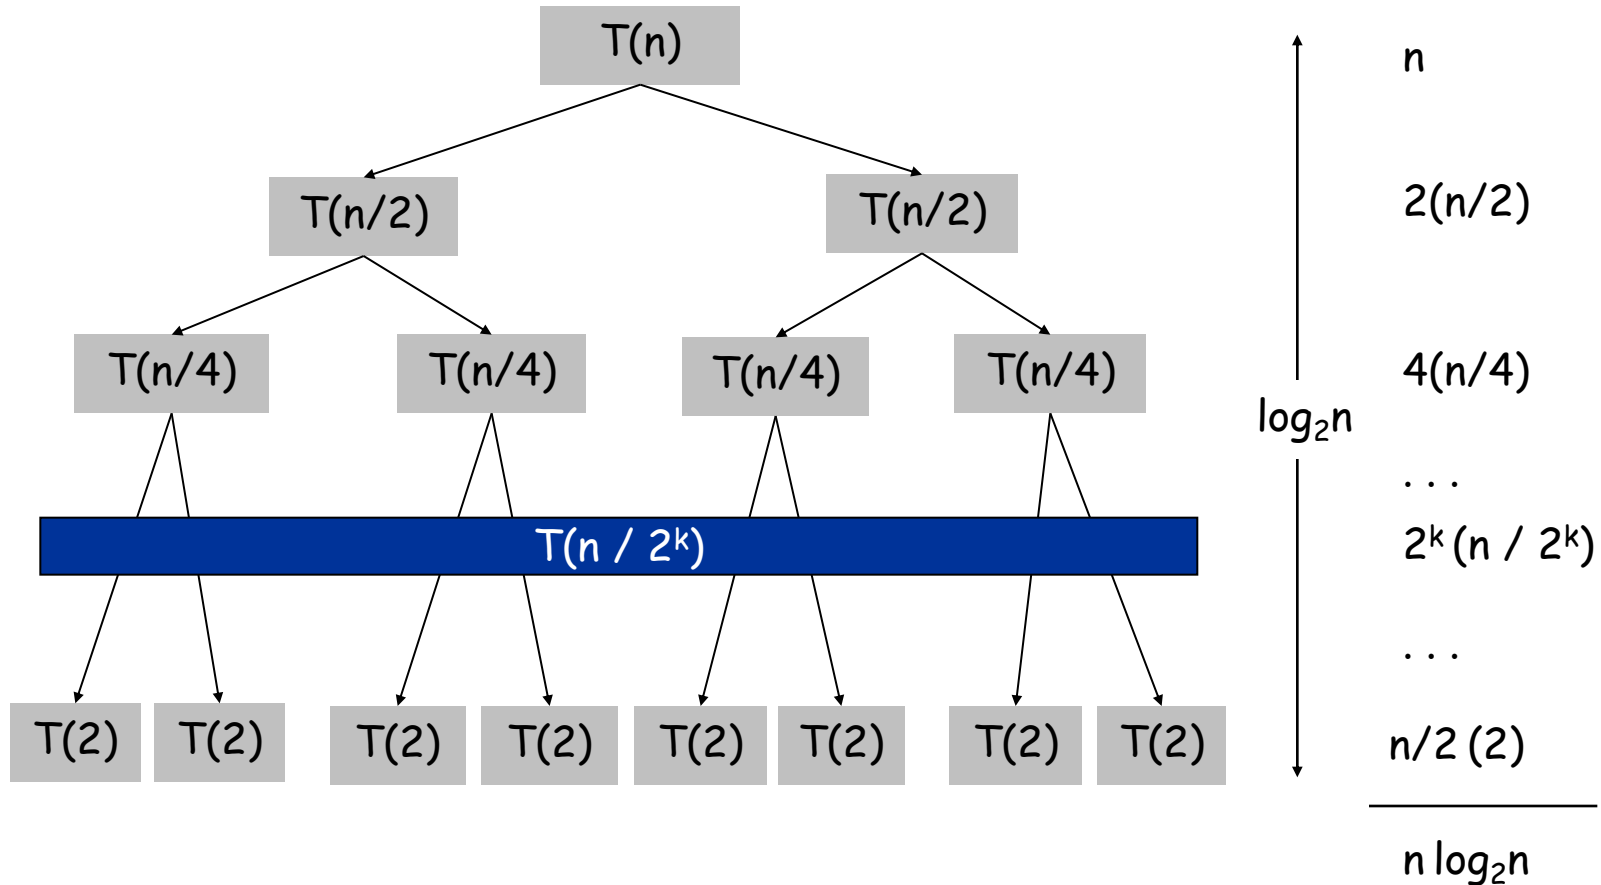 T(n)
n
T(n/2) T(n/2)
2(n/2)
T(n/4) T(n/4) T(n/4) T(n/4)
4(n/4)
log₂n
. . .
T(n / 2ᵏ)
2ᵏ (n / 2ᵏ)
. . .
T(2) T(2) T(2) T(2) T(2) T(2) T(2) T(2)
n/2 (2)
n log₂n